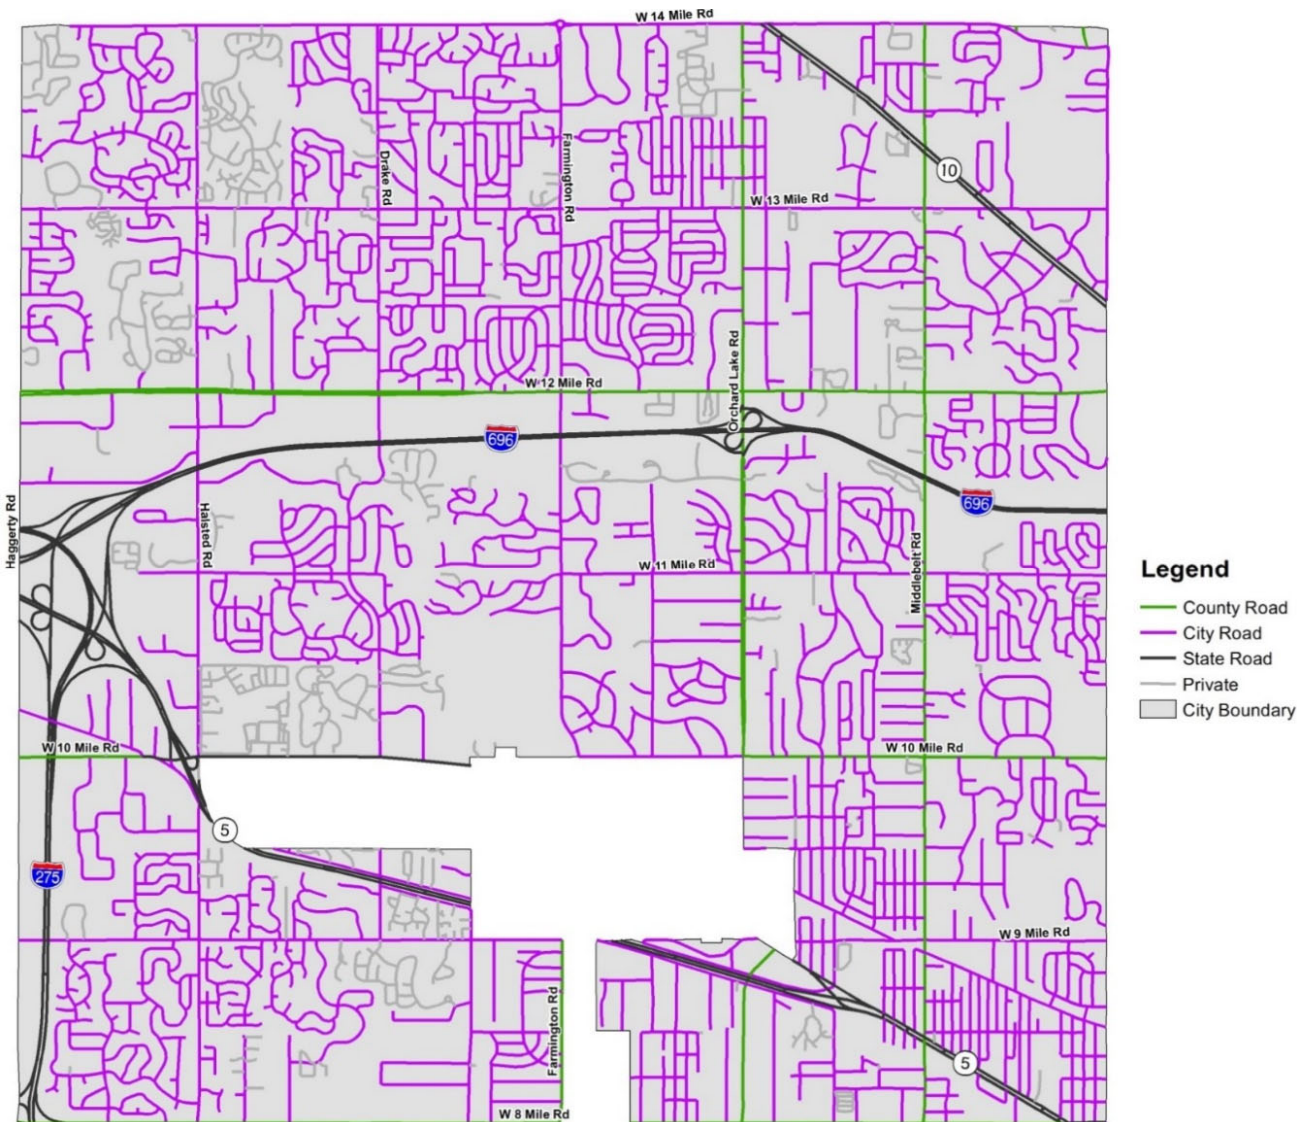 W 14 Mile Rd
10
Drake Rd
Farmington Rd
W 13 Mile Rd
Orchard Lake Rd
W 12 Mile Rd
696
696
Haggerty Rd
Halsted Rd
W 11 Mile Rd
Middlebelt Rd
Legend
County Road
City Road
State Road
Private
City Boundary
W 10 Mile Rd
W 10 Mile Rd
5
275
W 9 Mile Rd
Farmington Rd
5
W 8 Mile Rd